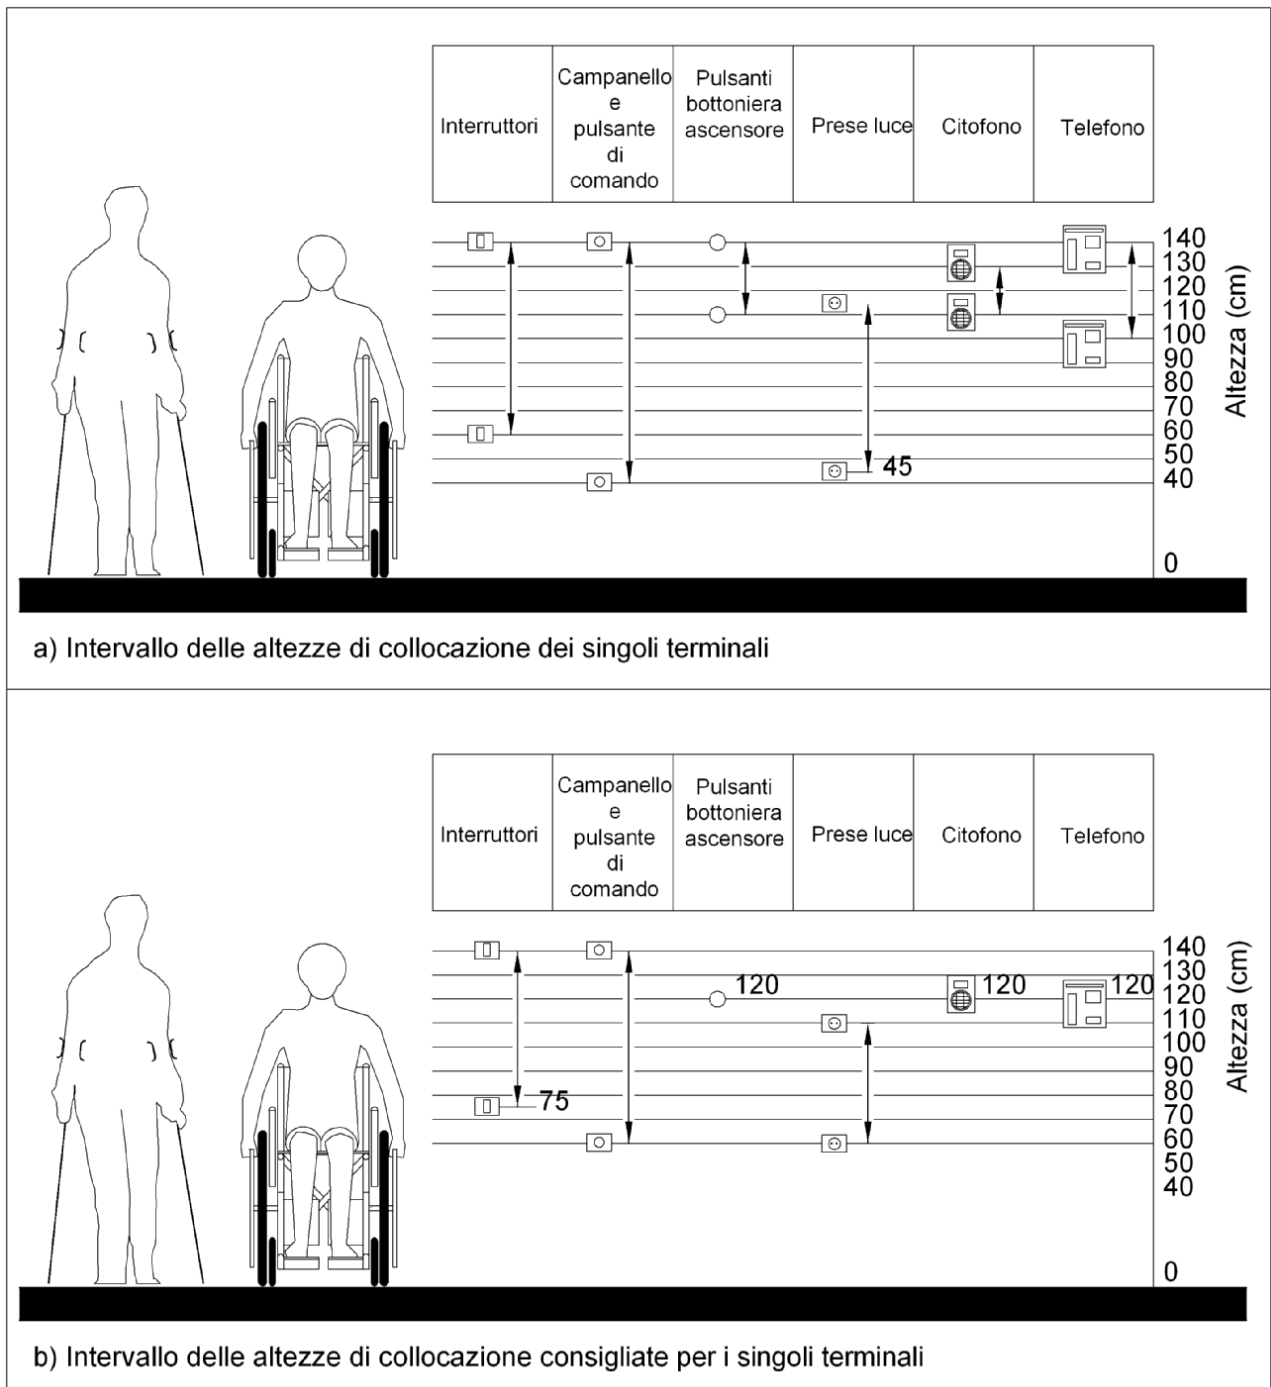 Interruttori
Campanello
e
pulsante
di
comando
Pulsanti
bottoniera
ascensore
Prese luce
Citofono
Telefono
140
130
120
110
100
90
80
70
60
50
40
0
45
Altezza (cm)
a) Intervallo delle altezze di collocazione dei singoli terminali
Interruttori
Campanello
e
pulsante
di
comando
Pulsanti
bottoniera
ascensore
Prese luce
Citofono
Telefono
120
120
120
75
140
130
120
110
100
90
80
70
60
50
40
0
Altezza (cm)
b) Intervallo delle altezze di collocazione consigliate per i singoli terminali